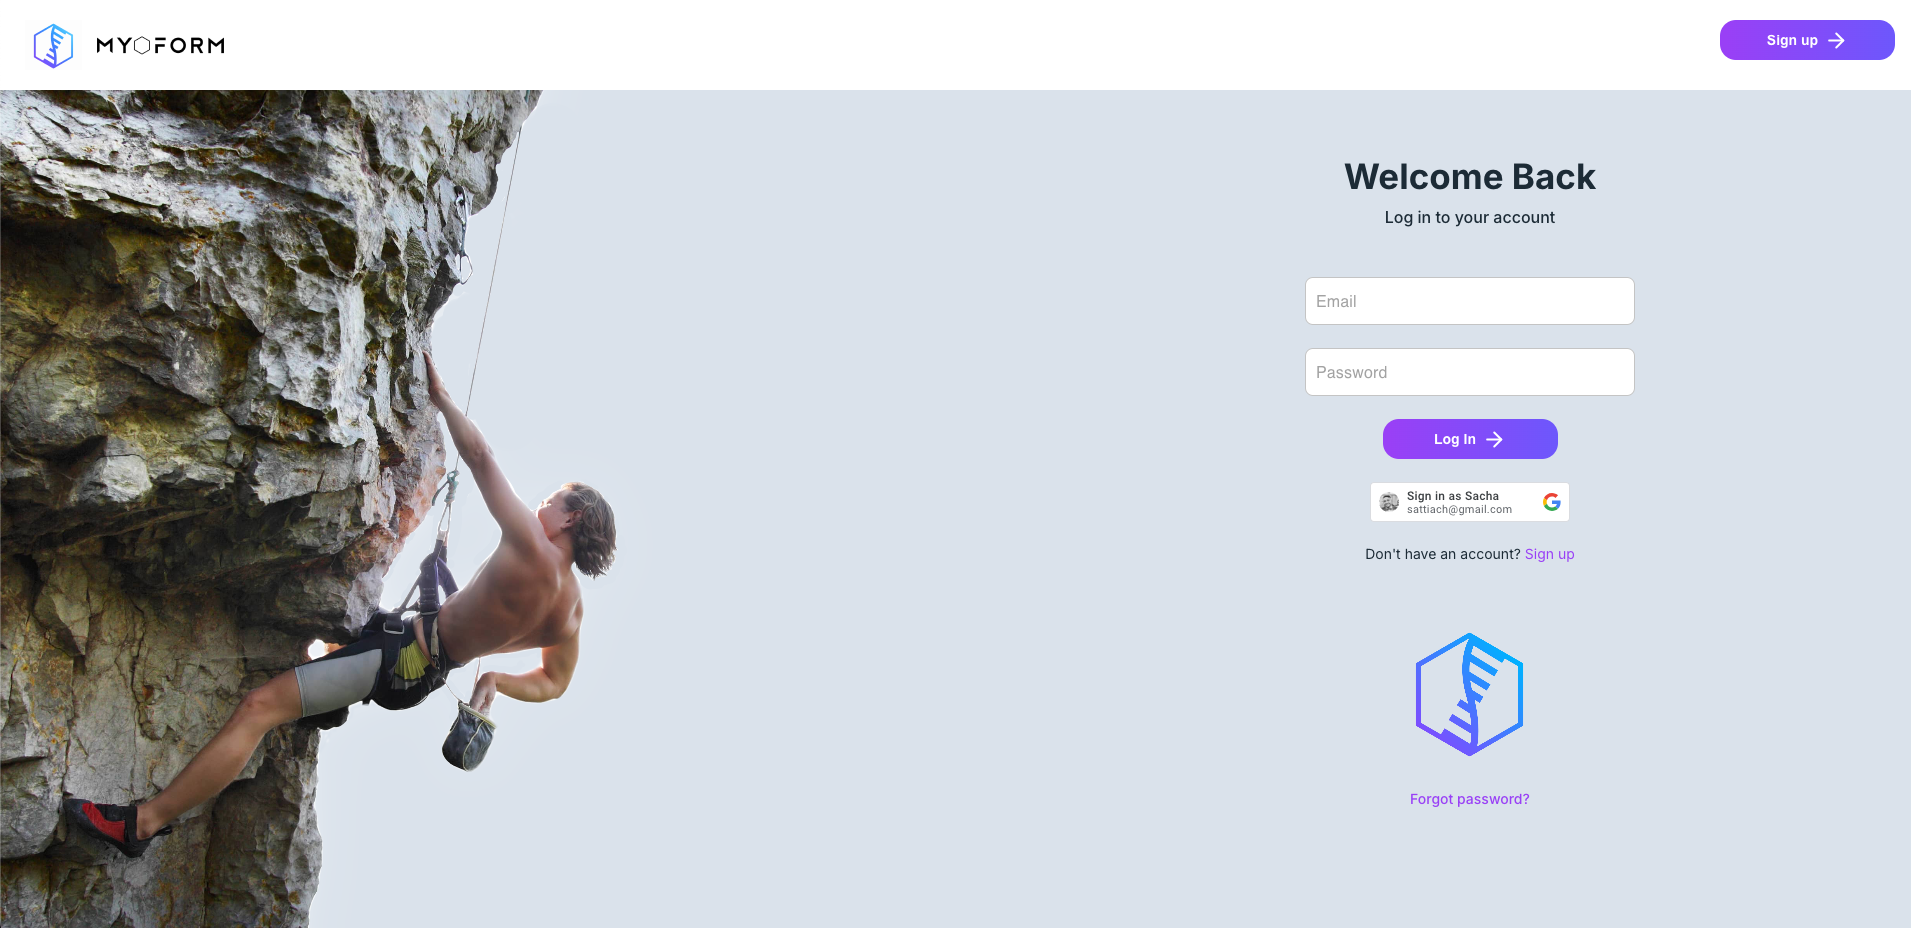 MYOFORM
Sign up
Welcome Back
Log in to your account
Email
Password
Log In
Sign in as Sacha
sattiach@gmail.com
Don't have an account? Sign up
Forgot password?